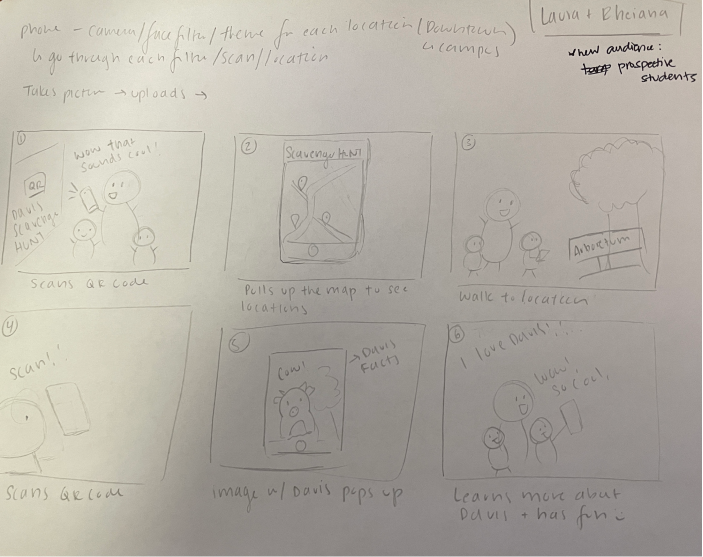 phone - camera/face filter/theme for each location (Downtown)
↳ campus
↳ go through each filter/scan/location
Takes picture → uploads →
Laura + Rheiana
when audience:
prospective
students
①
wow that
sounds cool!
QR
DAVIS
SCAVENGER
HUNT
Scans QR code
②
Scavenger HUNT
Pulls up the map to see
locations
③
Arboretum
walk to location
④
scan!!
Scans QR code
⑤
cow!
→ DAVIS
FACTS
Image w/ Davis pops up
⑥
I love Davis!!
wow!
so cool,
Learns more about
Davis + has fun :)